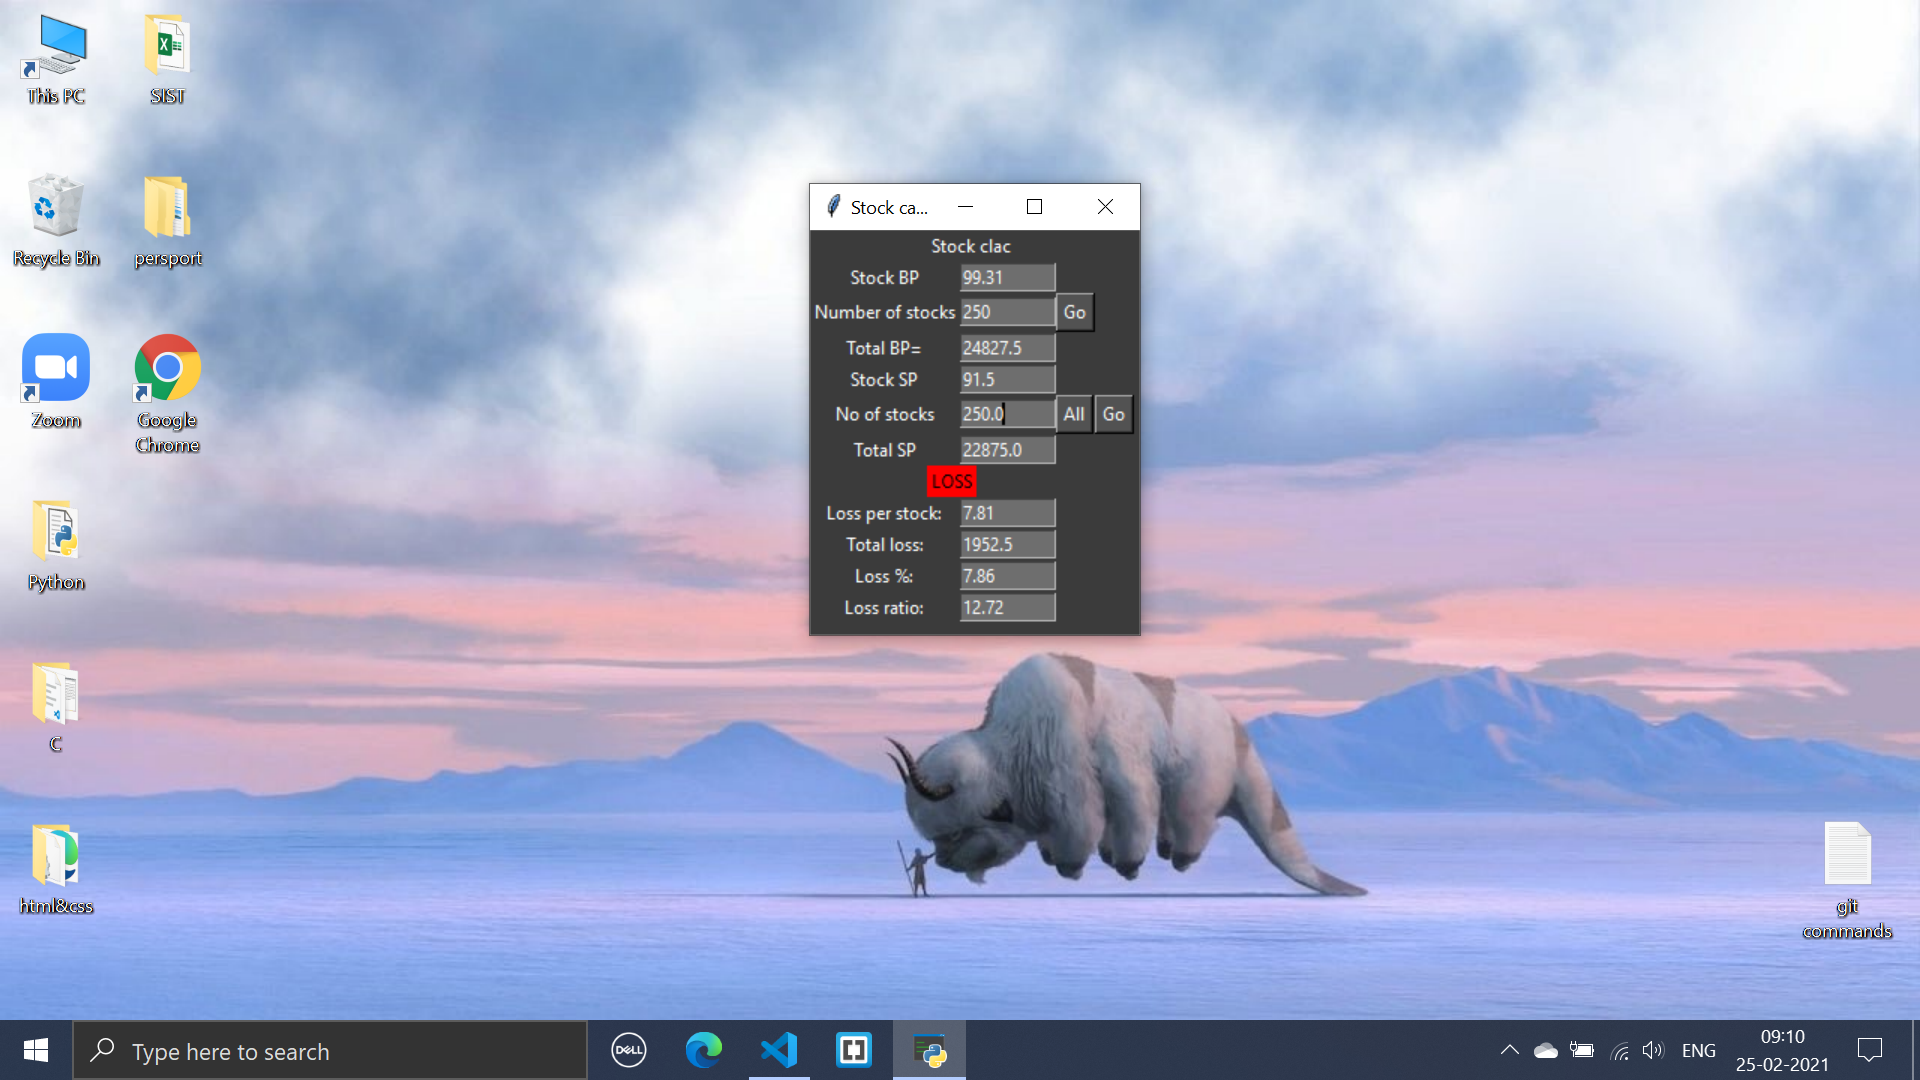 This PC
SIST
Recycle Bin
persport
Zoom
Google
Chrome
Python
C
html&css
git
commands
Stock ca...
Stock clac
Stock BP 99.31
Number of stocks 250 Go
Total BP= 24827.5
Stock SP 91.5
No of stocks 250.0 All Go
Total SP 22875.0
LOSS
Loss per stock: 7.81
Total loss: 1952.5
Loss %: 7.86
Loss ratio: 12.72
Type here to search
DELL
ENG
09:10
25-02-2021